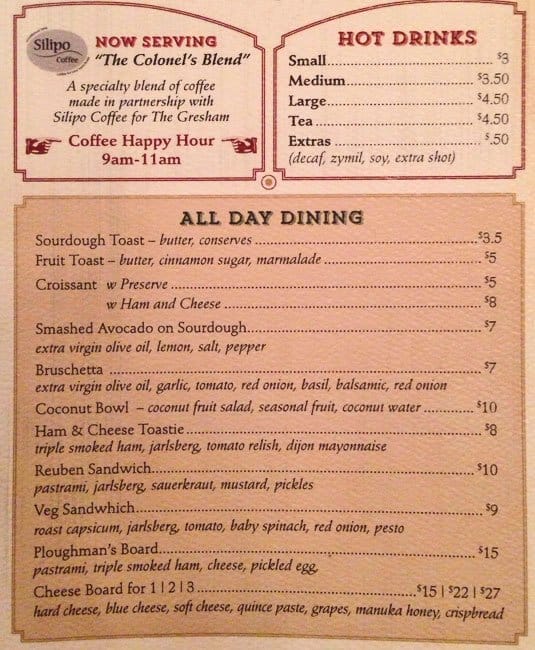 Silipo
Coffee
NOW SERVING
"The Colonel's Blend"
A specialty blend of coffee
made in partnership with
Silipo Coffee for The Gresham
Coffee Happy Hour
9am-11am
HOT DRINKS
Small $3
Medium $3.50
Large $4.50
Tea $4.50
Extras $.50
(decaf, zymil, soy, extra shot)
ALL DAY DINING
Sourdough Toast – butter, conserves $3.5
Fruit Toast – butter, cinnamon sugar, marmalade $5
Croissant w Preserve $5
w Ham and Cheese $8
Smashed Avocado on Sourdough $7
extra virgin olive oil, lemon, salt, pepper
Bruschetta $7
extra virgin olive oil, garlic, tomato, red onion, basil, balsamic, red onion
Coconut Bowl – coconut fruit salad, seasonal fruit, coconut water $10
Ham & Cheese Toastie $8
triple smoked ham, jarlsberg, tomato relish, dijon mayonnaise
Reuben Sandwich $10
pastrami, jarlsberg, sauerkraut, mustard, pickles
Veg Sandwhich $9
roast capsicum, jarlsberg, tomato, baby spinach, red onion, pesto
Ploughman's Board $15
pastrami, triple smoked ham, cheese, pickled egg,
Cheese Board for 1 | 2 | 3 $15 | $22 | $27
hard cheese, blue cheese, soft cheese, quince paste, grapes, manuka honey, crispbread